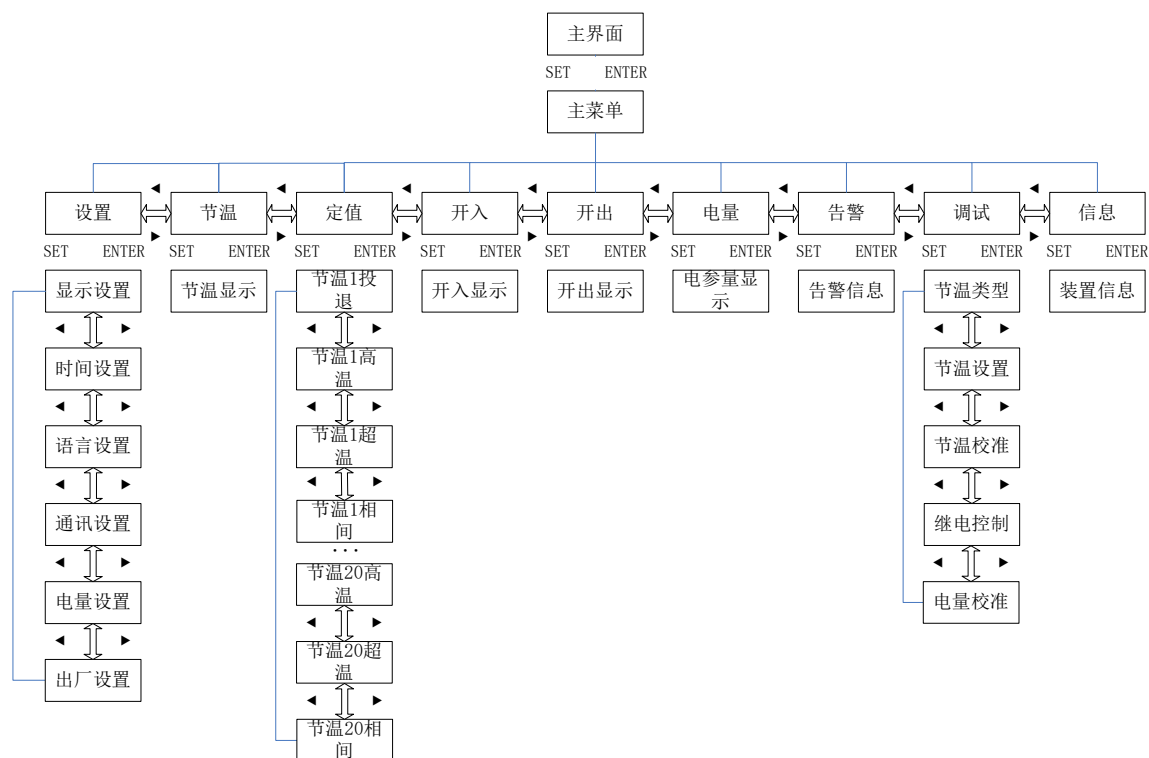 主界面
SET ENTER
主菜单
设置 节温 定值 开入 开出 电量 告警 调试 信息
SET ENTER SET ENTER SET ENTER SET ENTER SET ENTER SET ENTER SET ENTER SET ENTER SET ENTER
显示设置
时间设置
语言设置
通讯设置
电量设置
出厂设置
节温显示
节温1投
退
节温1高
温
节温1超
温
节温1相
间
...
节温20高
温
节温20超
温
节温20相
间
开入显示
开出显示
电参量显
示
告警信息
节温类型
节温设置
节温校准
继电控制
电量校准
装置信息